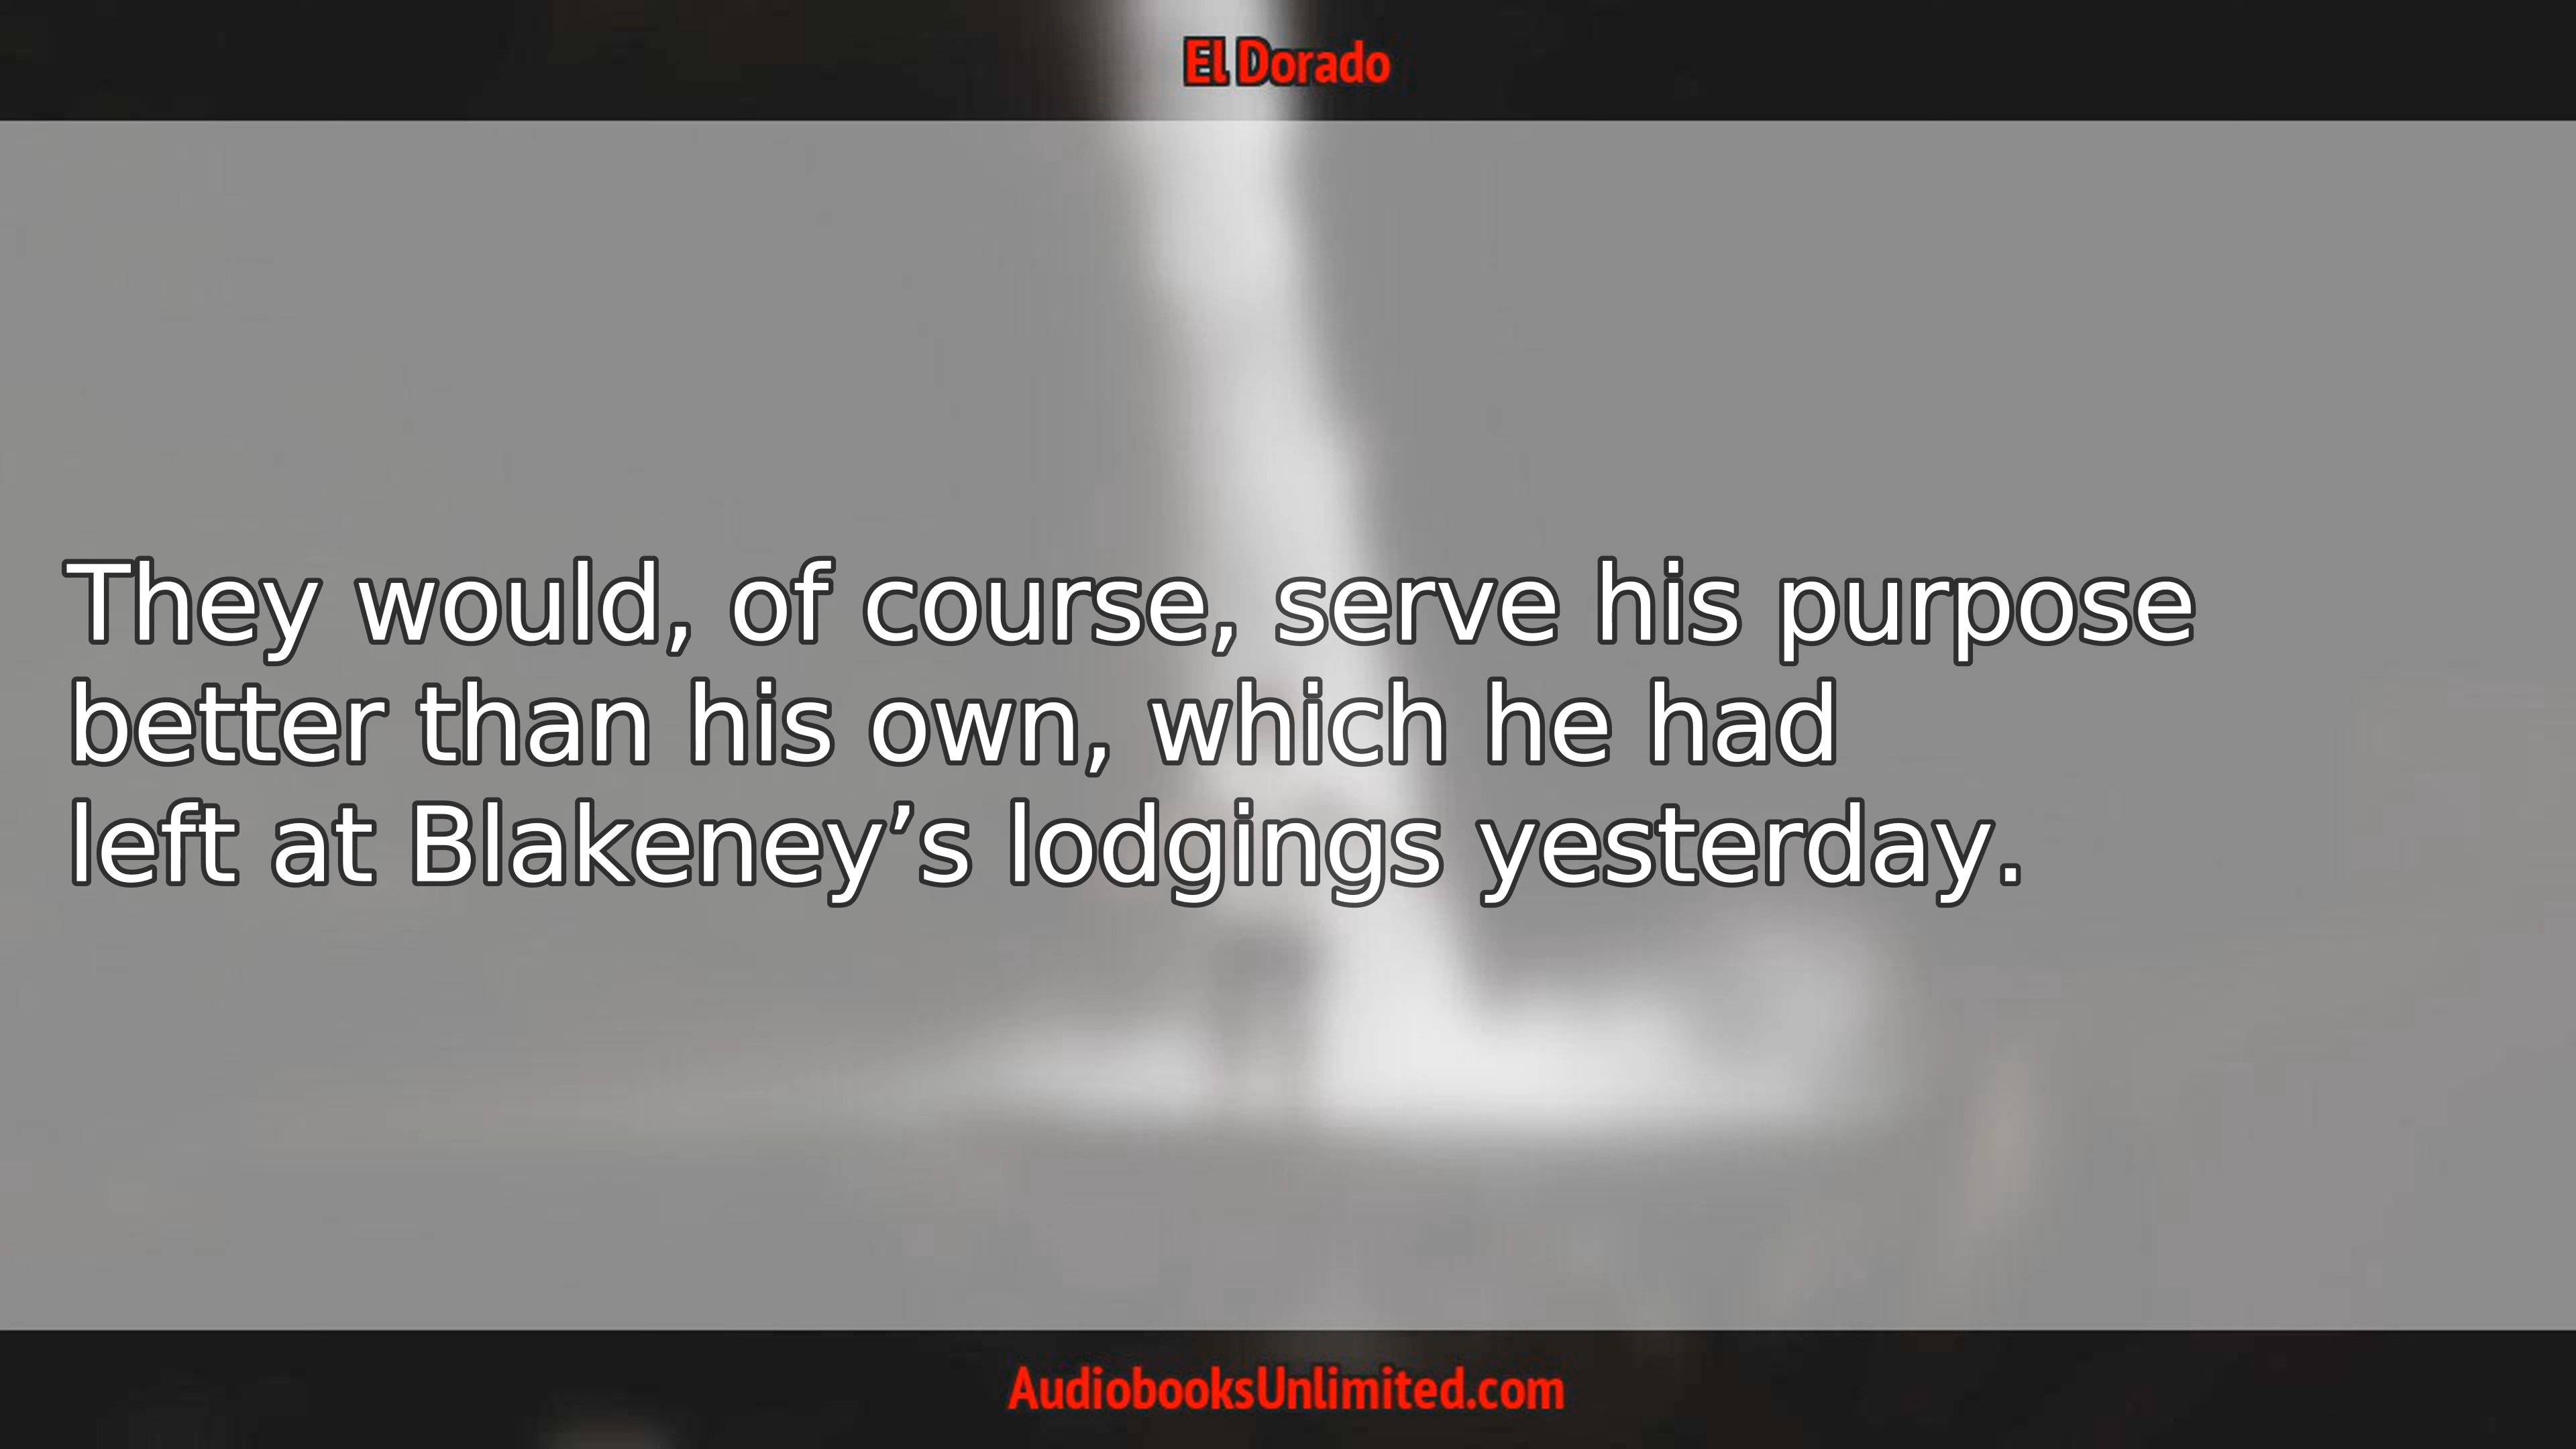 El Dorado
They would, of course, serve his purpose
better than his own, which he had
left at Blakeney’s lodgings yesterday.
AudiobooksUnlimited.com